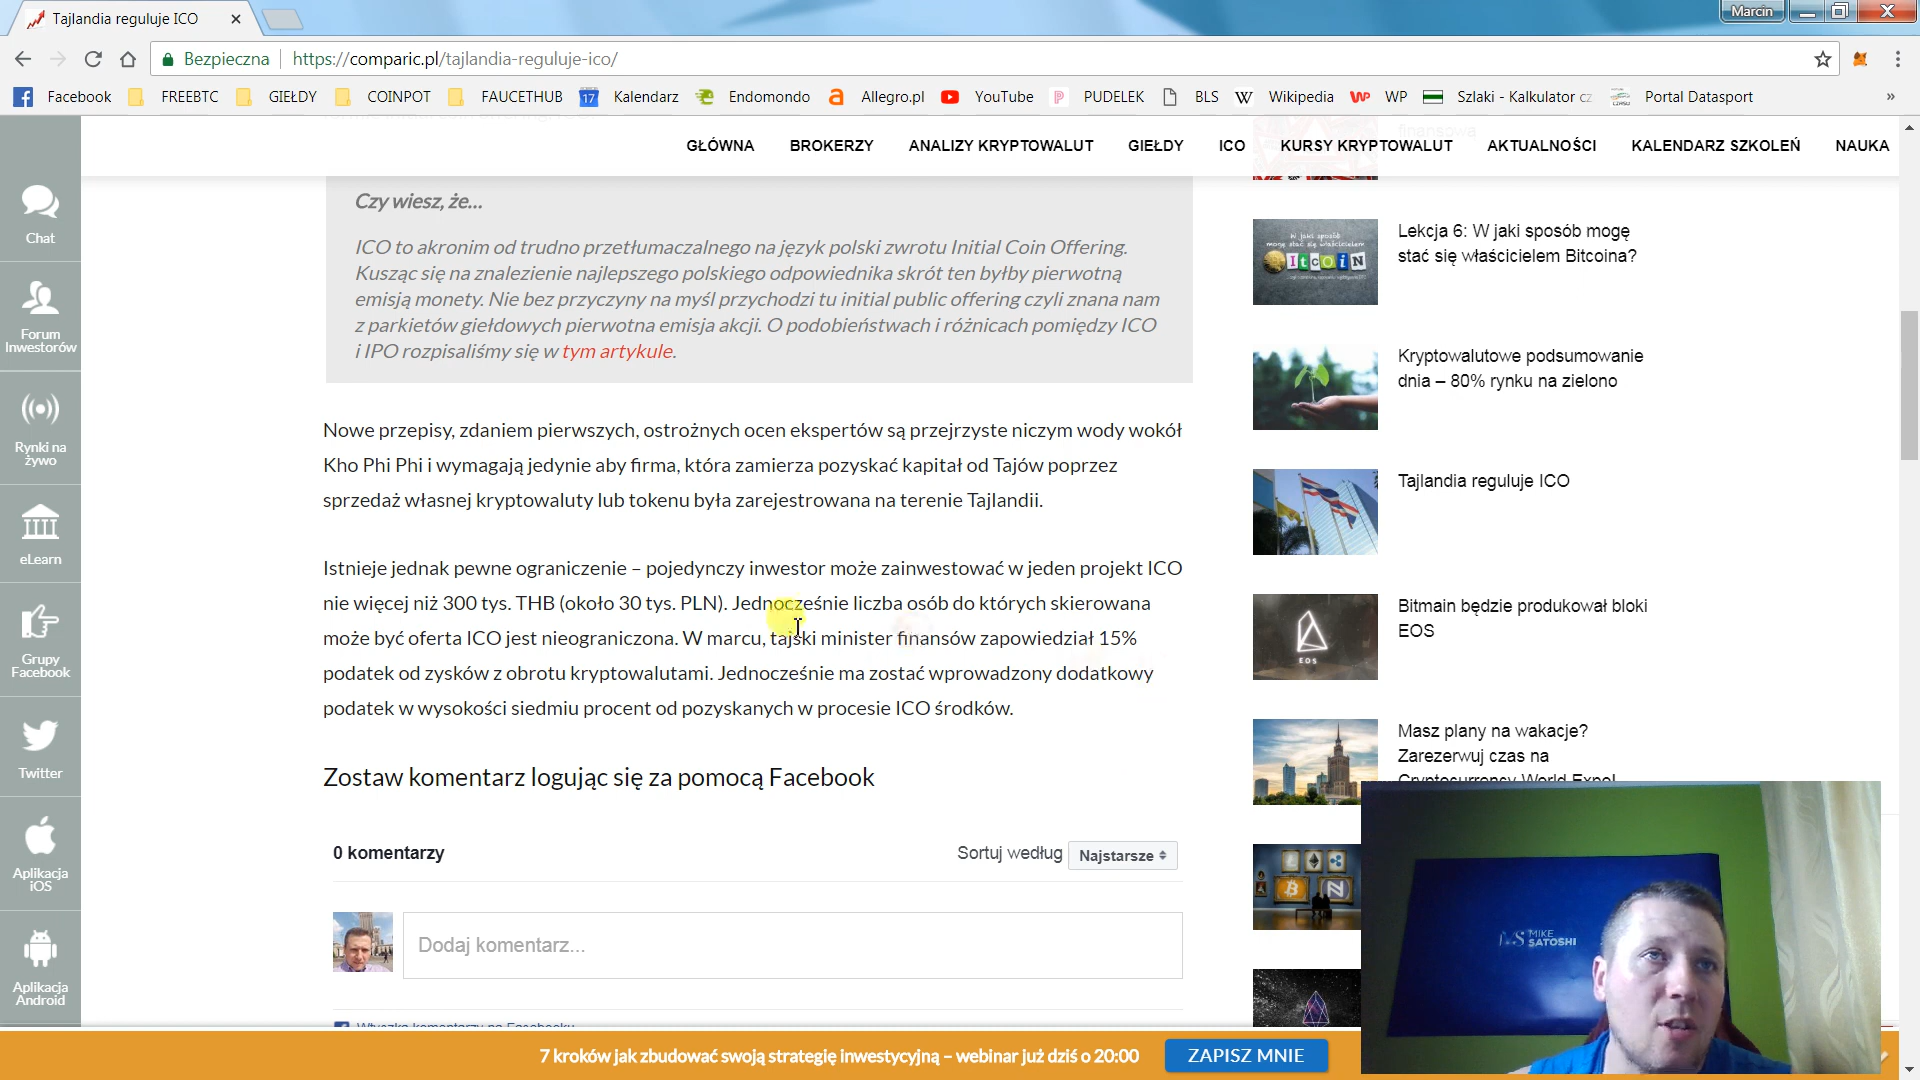 Tajlandia reguluje ICO
Marcin
Bezpieczna
https://comparic.pl/tajlandia-reguluje-ico/
Facebook
FREEBTC
GIEŁDY
COINPOT
FAUCETHUB
17
Kalendarz
Endomondo
Allegro.pl
YouTube
PUDELEK
BLS
Wikipedia
WP
Szlaki - Kalkulator cz
Portal Datasport
»
GŁÓWNA
BROKERZY
ANALIZY KRYPTOWALUT
GIEŁDY
ICO
KURSY KRYPTOWALUT
AKTUALNOŚCI
KALENDARZ SZKOLEŃ
NAUKA
finansowa
Chat
Forum
Inwestorów
Rynki na
żywo
eLearn
Grupy
Facebook
Twitter
Aplikacja
iOS
Aplikacja
Android
Czy wiesz, że...
ICO to akronim od trudno przetłumaczalnego na język polski zwrotu Initial Coin Offering.
Kusząc się na znalezienie najlepszego polskiego odpowiednika skrót ten byłby pierwotną
emisją monety. Nie bez przyczyny na myśl przychodzi tu initial public offering czyli znana nam
z parkietów giełdowych pierwotna emisja akcji. O podobieństwach i różnicach pomiędzy ICO
i IPO rozpisaliśmy się w tym artykule.
Nowe przepisy, zdaniem pierwszych, ostrożnych ocen ekspertów są przejrzyste niczym wody wokół
Kho Phi Phi i wymagają jedynie aby firma, która zamierza pozyskać kapitał od Tajów poprzez
sprzedaż własnej kryptowaluty lub tokenu była zarejestrowana na terenie Tajlandii.
Istnieje jednak pewne ograniczenie – pojedynczy inwestor może zainwestować w jeden projekt ICO
nie więcej niż 300 tys. THB (około 30 tys. PLN). Jednocześnie liczba osób do których skierowana
może być oferta ICO jest nieograniczona. W marcu, tajski minister finansów zapowiedział 15%
podatek od zysków z obrotu kryptowalutami. Jednocześnie ma zostać wprowadzony dodatkowy
podatek w wysokości siedmiu procent od pozyskanych w procesie ICO środków.
Zostaw komentarz logując się za pomocą Facebook
0 komentarzy
Sortuj według
Najstarsze
Dodaj komentarz...
Wtyczka komentarzy na Facebooku
Lekcja 6: W jaki sposób mogę
stać się właścicielem Bitcoina?
Kryptowalutowe podsumowanie
dnia – 80% rynku na zielono
Tajlandia reguluje ICO
Bitmain będzie produkował bloki
EOS
EOS
Masz plany na wakacje?
Zarezerwuj czas na
Cryptocurrency World Expo!
MS MIKE
SATOSHI
7 kroków jak zbudować swoją strategię inwestycyjną – webinar już dziś o 20:00
ZAPISZ MNIE